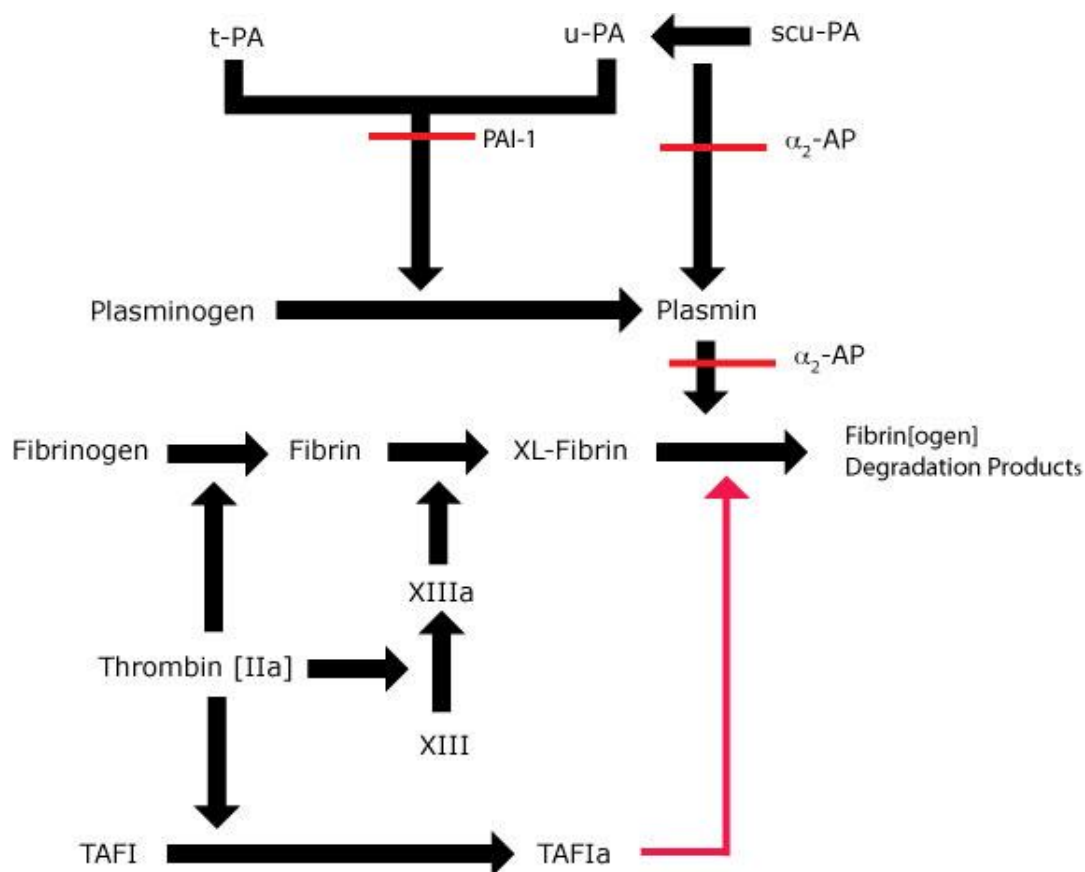 t-PA
u-PA
scu-PA
PAI-1
α₂-AP
Plasminogen
Plasmin
α₂-AP
Fibrinogen
Fibrin
XL-Fibrin
Fibrin[ogen]
Degradation Products
XIIIa
Thrombin [IIa]
XIII
TAFI
TAFIa